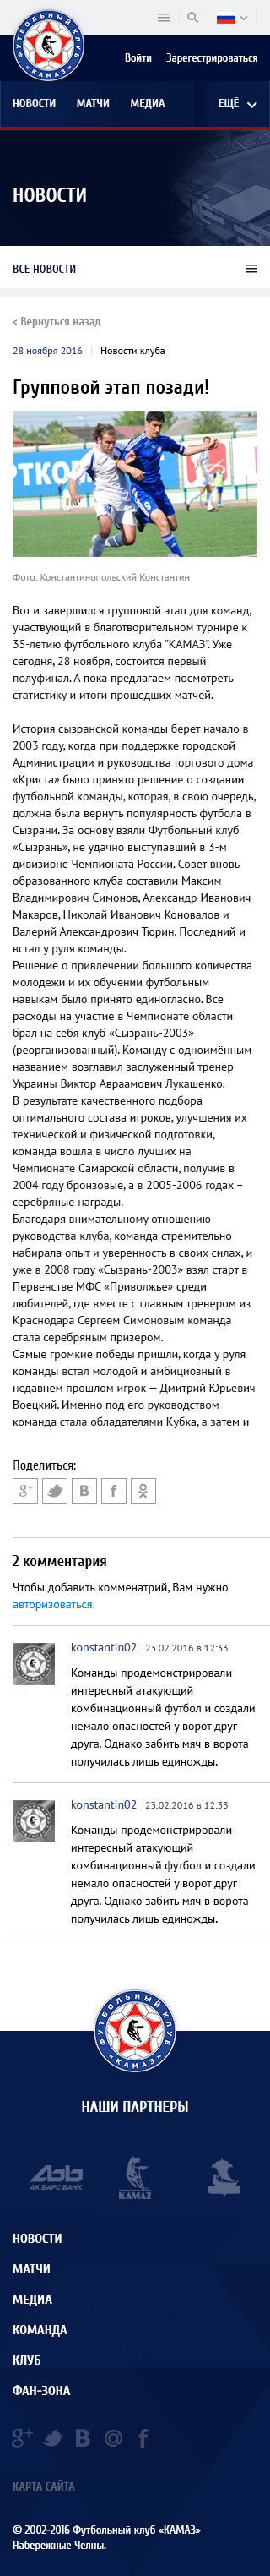 ФУТБОЛЬНЫЙ КЛУБ
"КАМАЗ"
Войти Зарегестрироваться
НОВОСТИ МАТЧИ МЕДИА ЕЩЁ
НОВОСТИ
ВСЕ НОВОСТИ
< Вернуться назад
28 ноября 2016 Новости клуба
Групповой этап позади!
Фото: Константинопольский Константин
Вот и завершился групповой этап для команд,
участвующий в благотворительном турнире к
35-летию футбольного клуба "КАМАЗ". Уже
сегодня, 28 ноября, состоится первый
полуфинал. А пока предлагаем посмотреть
статистику и итоги прошедших матчей.
История сызранской команды берет начало в
2003 году, когда при поддержке городской
Администрации и руководства торгового дома
«Криста» было принято решение о создании
футбольной команды, которая, в свою очередь,
должна была вернуть популярность футбола в
Сызрани. За основу взяли Футбольный клуб
«Сызрань», не удачно выступавший в 3-м
дивизионе Чемпионата России. Совет вновь
образованного клуба составили Максим
Владимирович Симонов, Александр Иванович
Макаров, Николай Иванович Коновалов и
Валерий Александрович Тюрин. Последний и
встал у руля команды.
Решение о привлечении большого количества
молодежи и их обучении футбольным
навыкам было принято единогласно. Все
расходы на участие в Чемпионате области
брал на себя клуб «Сызрань-2003»
(реорганизованный). Команду с одноимённым
названием возглавил заслуженный тренер
Украины Виктор Аврамович Лукашенко.
В результате качественного подбора
оптимального состава игроков, улучшения их
технической и физической подготовки,
команда вошла в число лучших на
Чемпионате Самарской области, получив в
2004 году бронзовые, а в 2005-2006 годах –
серебряные награды.
Благодаря внимательному отношению
руководства клуба, команда стремительно
набирала опыт и уверенность в своих силах, и
уже в 2008 году «Сызрань-2003» взял старт в
Первенстве МФС «Приволжье» среди
любителей, где вместе с главным тренером из
Краснодара Сергеем Симоновым команда
стала серебряным призером.
Самые громкие победы пришли, когда у руля
команды встал молодой и амбициозный в
недавнем прошлом игрок — Дмитрий Юрьевич
Воецкий. Именно под его руководством
команда стала обладателями Кубка, а затем и
Поделиться:
g+ B f
2 комментария
Чтобы добавить комменатрий, Вам нужно
авторизоваться
konstantin02 23.02.2016 в 12:33
Команды продемонстрировали
интересный атакующий
комбинационный футбол и создали
немало опасностей у ворот друг
друга. Однако забить мяч в ворота
получилась лишь единожды.
konstantin02 23.02.2016 в 12:33
Команды продемонстрировали
интересный атакующий
комбинационный футбол и создали
немало опасностей у ворот друг
друга. Однако забить мяч в ворота
получилась лишь единожды.
ФУТБОЛЬНЫЙ КЛУБ
"КАМАЗ"
НАШИ ПАРТНЕРЫ
АК БАРС БАНК KAMAZ
НОВОСТИ
МАТЧИ
МЕДИА
КОМАНДА
КЛУБ
ФАН-ЗОНА
g+ B @ f
КАРТА САЙТА
© 2002-2016 Футбольный клуб «КАМАЗ»
Набережные Челны.